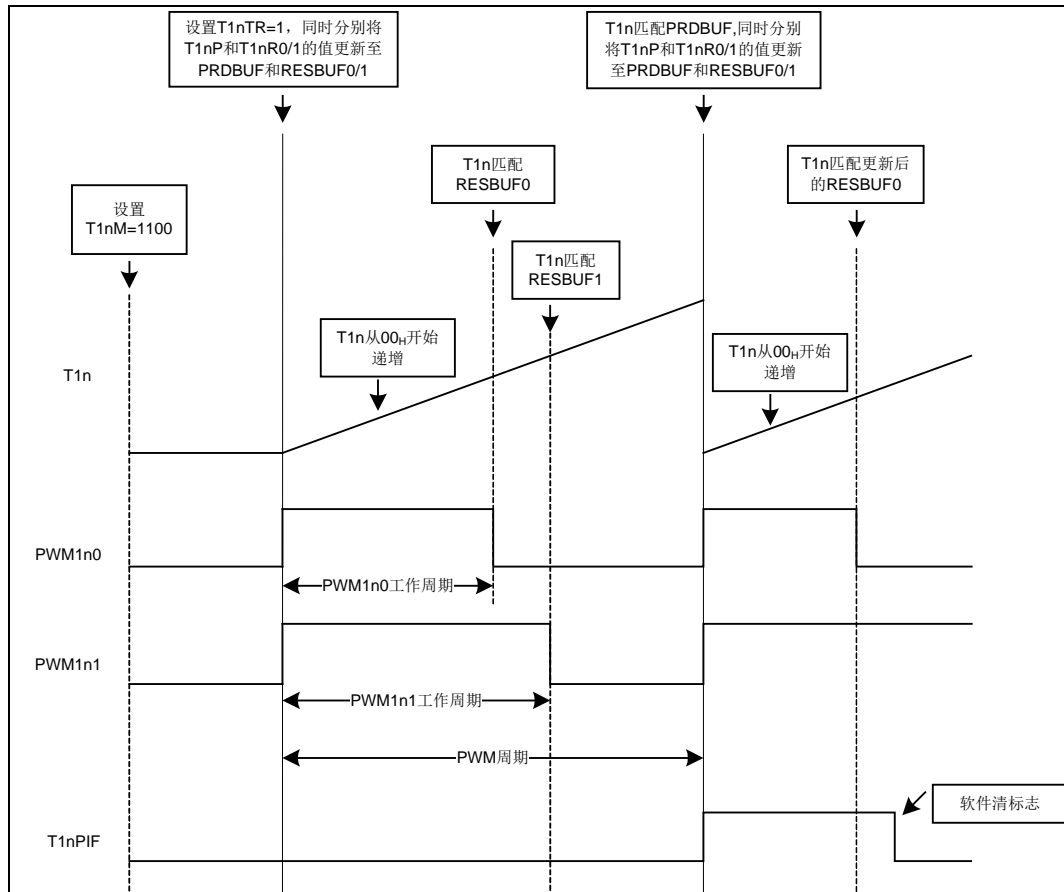 设置T1nTR=1，同时分别将
T1nP和T1nR0/1的值更新至
PRDBUF和RESBUF0/1
T1n匹配PRDBUF,同时分别
将T1nP和T1nR0/1的值更新
至PRDBUF和RESBUF0/1
T1n匹配
RESBUF0
T1n匹配更新后
的RESBUF0
设置
T1nM=1100
T1n匹配
RESBUF1
T1n从00H开始
递增
T1n从00H开始
递增
T1n
PWM1n0
PWM1n0工作周期
PWM1n1
PWM1n1工作周期
PWM周期
软件清标志
T1nPIF